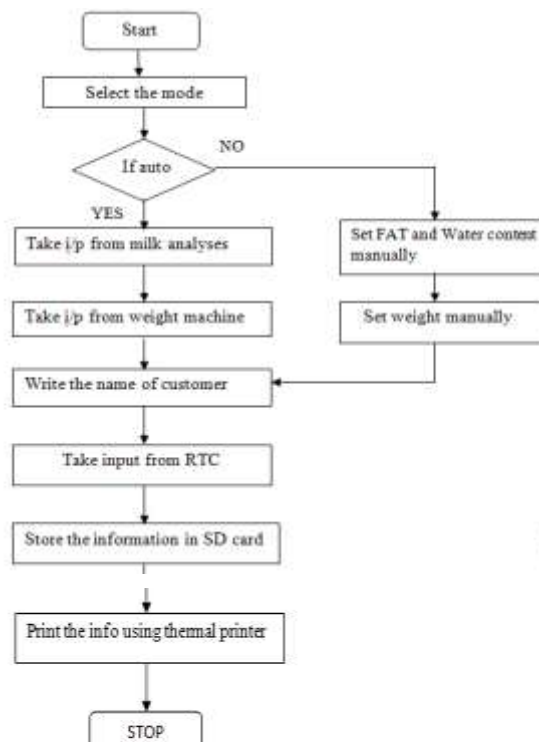 Start
Select the mode
If auto
NO
YES
Take i/p from milk analyses
Set FAT and Water content
manually
Take i/p from weight machine
Set weight manually
Write the name of customer
Take input from RTC
Store the information in SD card
Print the info using thermal printer
STOP